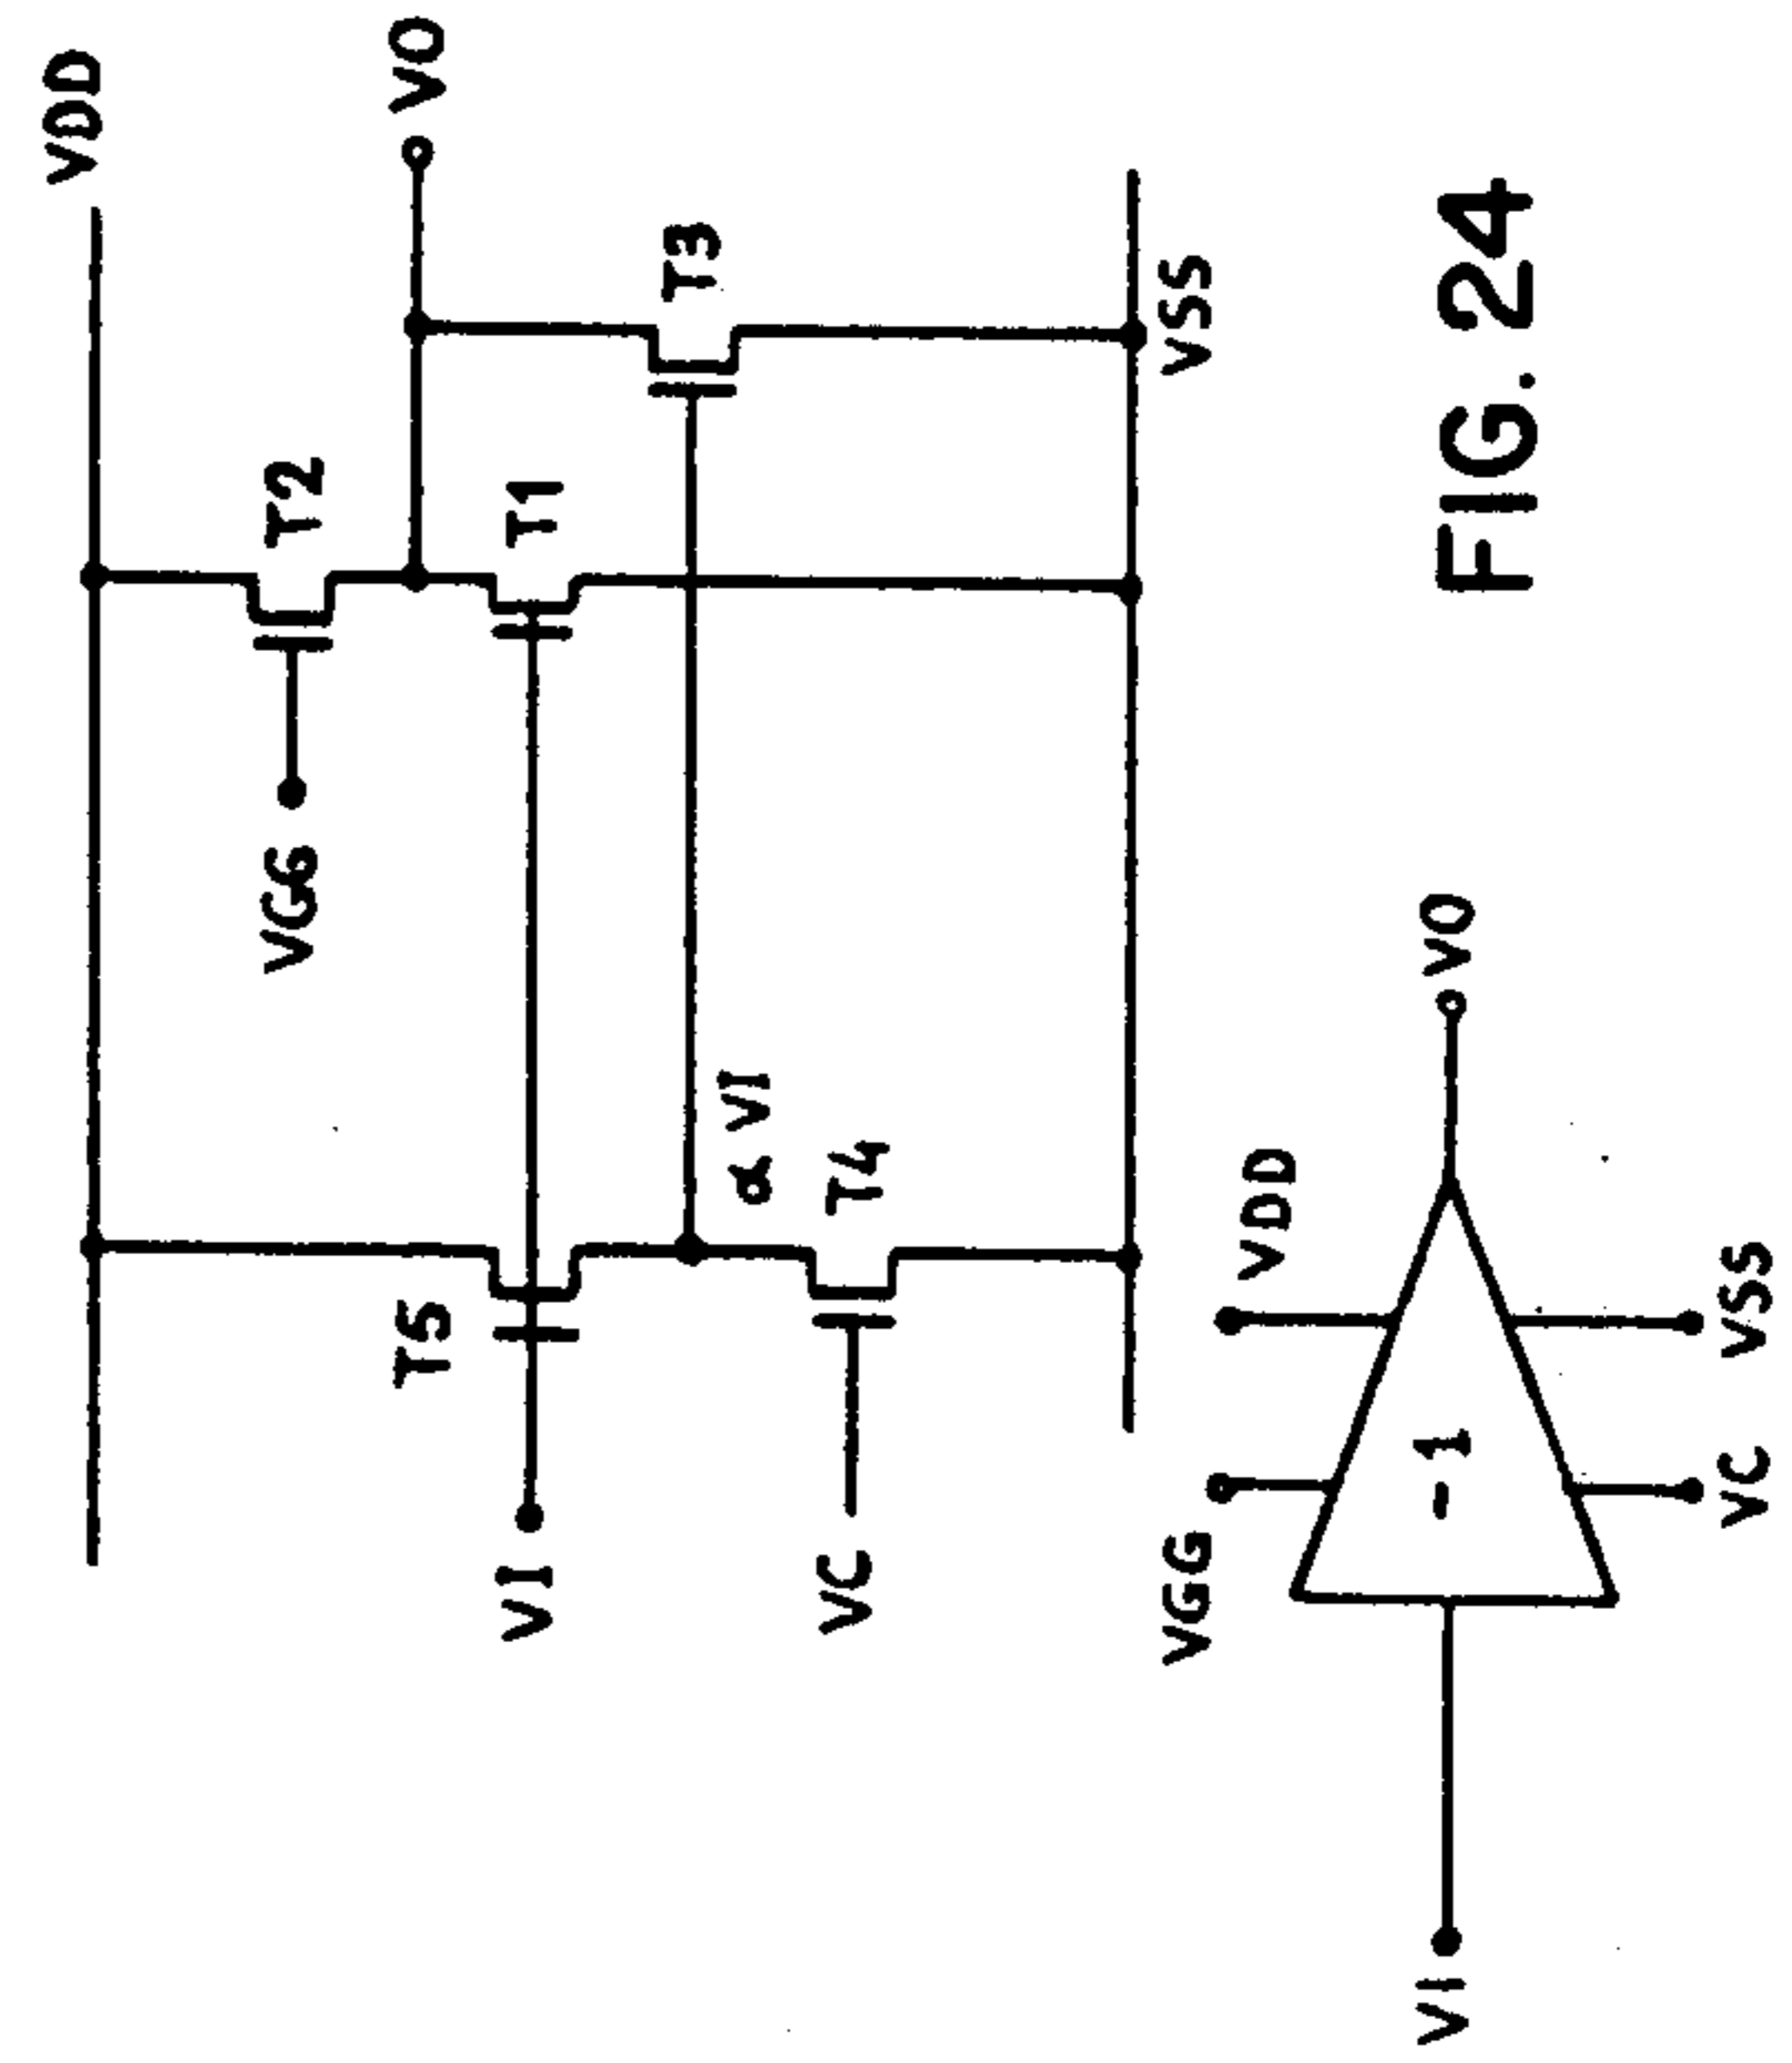 VDD
VO
T2
VGG
T5
T1
VI
T3
α VI
T4
VC
VSS
VGG
VDD
VI
-1
VO
VC
VSS
FIG. 24